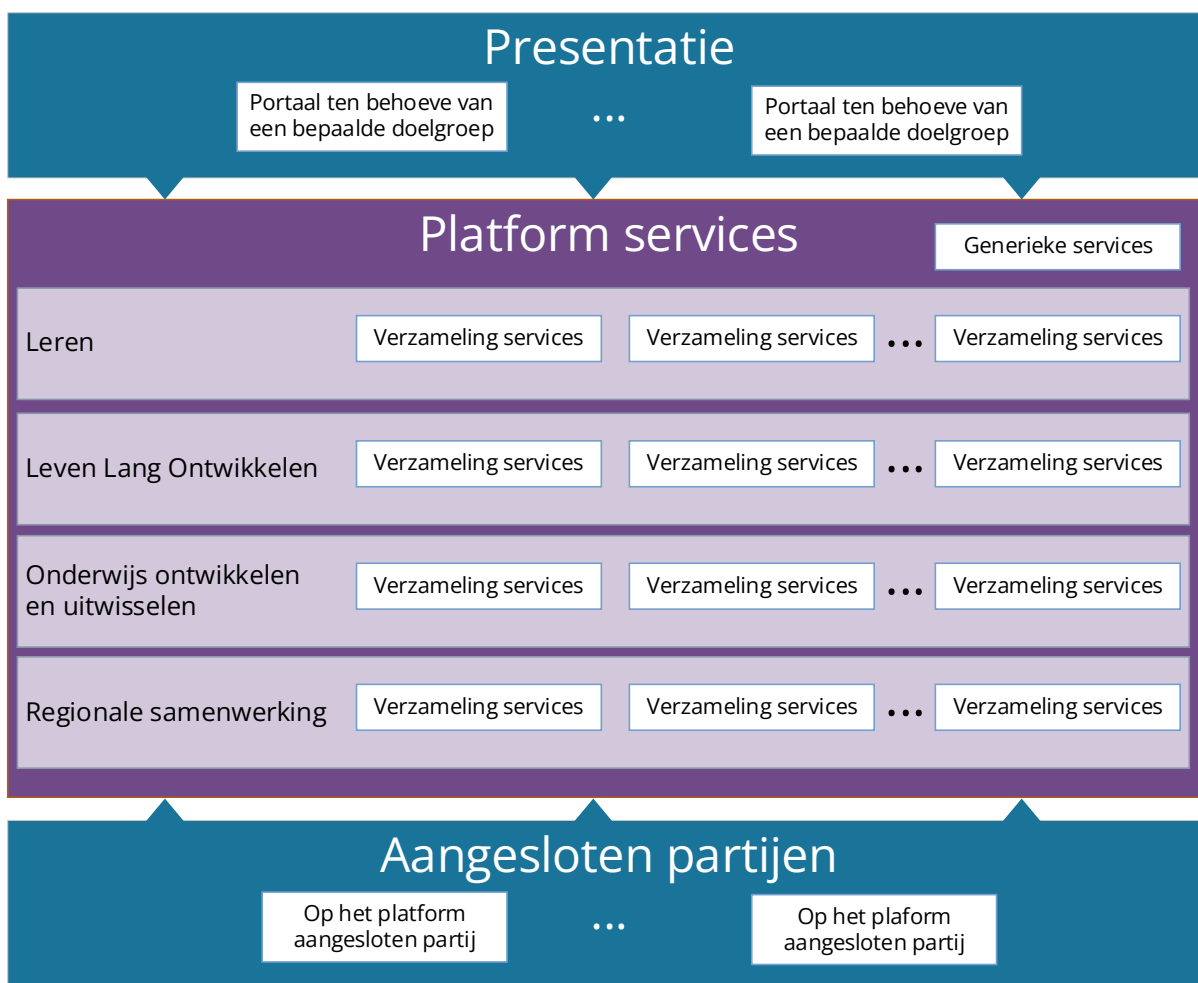 Presentatie
Portaal ten behoeve van
een bepaalde doelgroep
...
Portaal ten behoeve van
een bepaalde doelgroep
Platform services
Generieke services
Leren
Verzameling services
Verzameling services
...
Verzameling services
Leven Lang Ontwikkelen
Verzameling services
Verzameling services
...
Verzameling services
Onderwijs ontwikkelen
en uitwisselen
Verzameling services
Verzameling services
...
Verzameling services
Regionale samenwerking
Verzameling services
Verzameling services
...
Verzameling services
Aangesloten partijen
Op het platform
aangesloten partij
...
Op het plaform
aangesloten partij